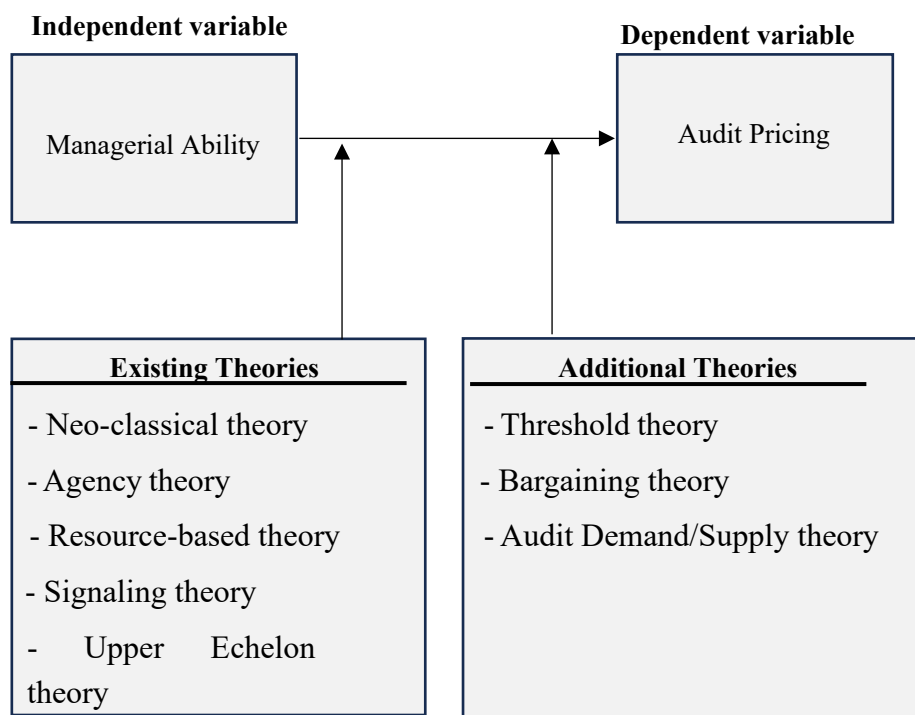 Independent variable
Dependent variable
Managerial Ability
Audit Pricing
Existing Theories
- Neo-classical theory
- Agency theory
- Resource-based theory
- Signaling theory
- Upper Echelon
theory
Additional Theories
- Threshold theory
- Bargaining theory
- Audit Demand/Supply theory